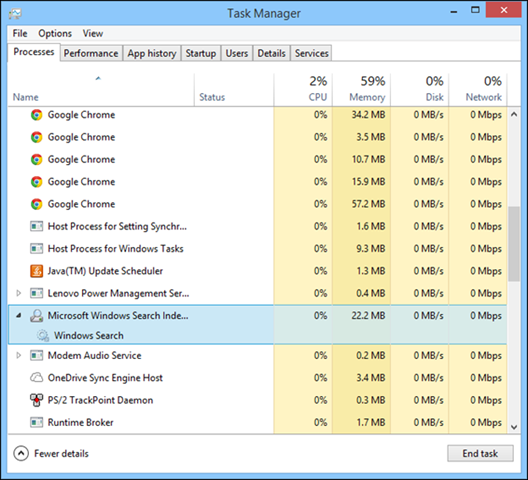 Task Manager
File Options View
Processes Performance App history Startup Users Details Services
2% 59% 0% 0%
Name Status CPU Memory Disk Network
Google Chrome 0% 34.2 MB 0 MB/s 0 Mbps
Google Chrome 0% 3.5 MB 0 MB/s 0 Mbps
Google Chrome 0% 10.7 MB 0 MB/s 0 Mbps
Google Chrome 0% 15.9 MB 0 MB/s 0 Mbps
Google Chrome 0% 57.2 MB 0 MB/s 0 Mbps
Host Process for Setting Synchr... 0% 1.6 MB 0 MB/s 0 Mbps
Host Process for Windows Tasks 0% 9.3 MB 0 MB/s 0 Mbps
Java(TM) Update Scheduler 0% 1.3 MB 0 MB/s 0 Mbps
Lenovo Power Management Ser... 0% 0.4 MB 0 MB/s 0 Mbps
Microsoft Windows Search Inde... 0% 22.2 MB 0 MB/s 0 Mbps
Windows Search
Modem Audio Service 0% 0.2 MB 0 MB/s 0 Mbps
OneDrive Sync Engine Host 0% 3.4 MB 0 MB/s 0 Mbps
PS/2 TrackPoint Daemon 0% 0.3 MB 0 MB/s 0 Mbps
Runtime Broker 0% 1.7 MB 0 MB/s 0 Mbps
Fewer details End task